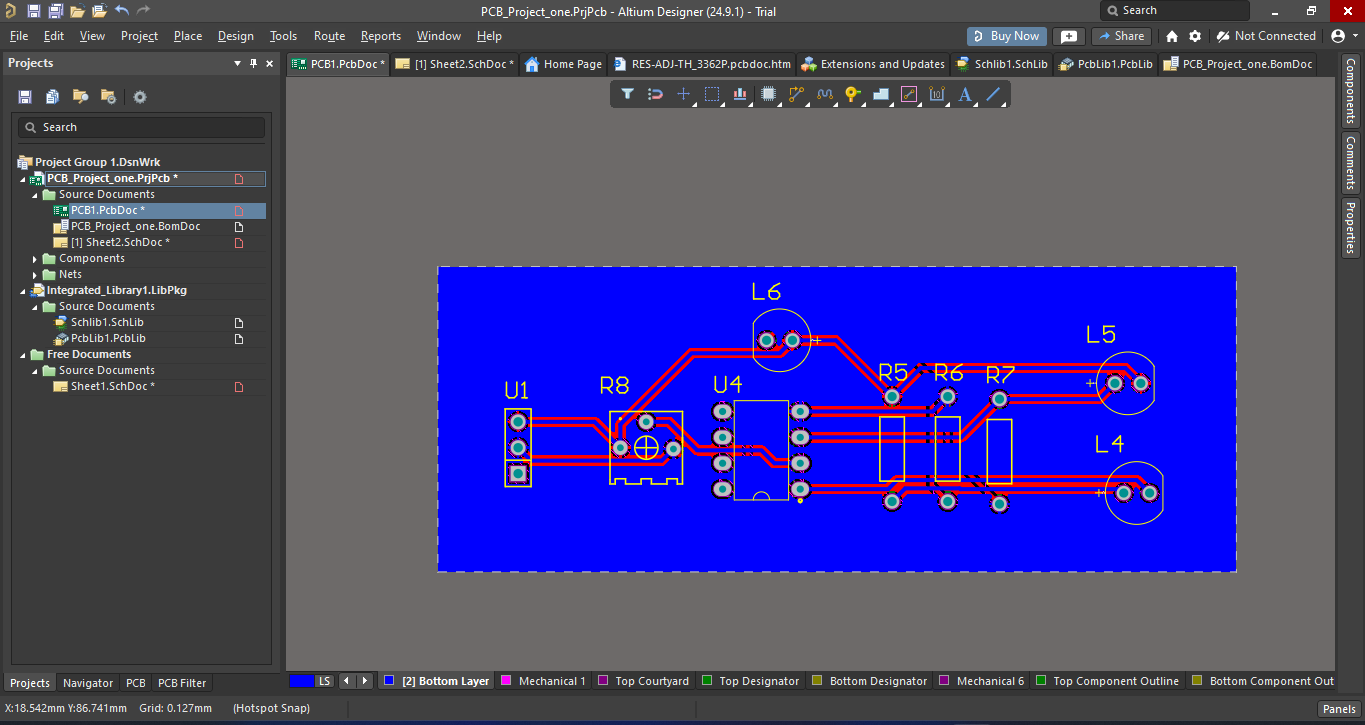 PCB_Project_one.PrjPcb - Altium Designer (24.9.1) - Trial
Search
File Edit View Project Place Design Tools Route Reports Window Help
Buy Now Share Not Connected
Projects
PCB1.PcbDoc * [1] Sheet2.SchDoc * Home Page RES-ADJ-TH_3362P.pcbdoc.htm Extensions and Updates Schlib1.SchLib PcbLib1.PcbLib PCB_Project_one.BomDoc
Search
Project Group 1.DsnWrk
PCB_Project_one.PrjPcb *
Source Documents
PCB1.PcbDoc *
PCB_Project_one.BomDoc
[1] Sheet2.SchDoc *
Components
Nets
Integrated_Library1.LibPkg
Source Documents
Schlib1.SchLib
PcbLib1.PcbLib
Free Documents
Source Documents
Sheet1.SchDoc *
10
A
L6
L5
R5 R6 R7
U1 R8 U4
L4
Components
Comments
Properties
Projects Navigator PCB PCB Filter
LS [2] Bottom Layer Mechanical 1 Top Courtyard Top Designator Bottom Designator Mechanical 6 Top Component Outline Bottom Component Out
X:18.542mm Y:86.741mm Grid: 0.127mm (Hotspot Snap)
Panels